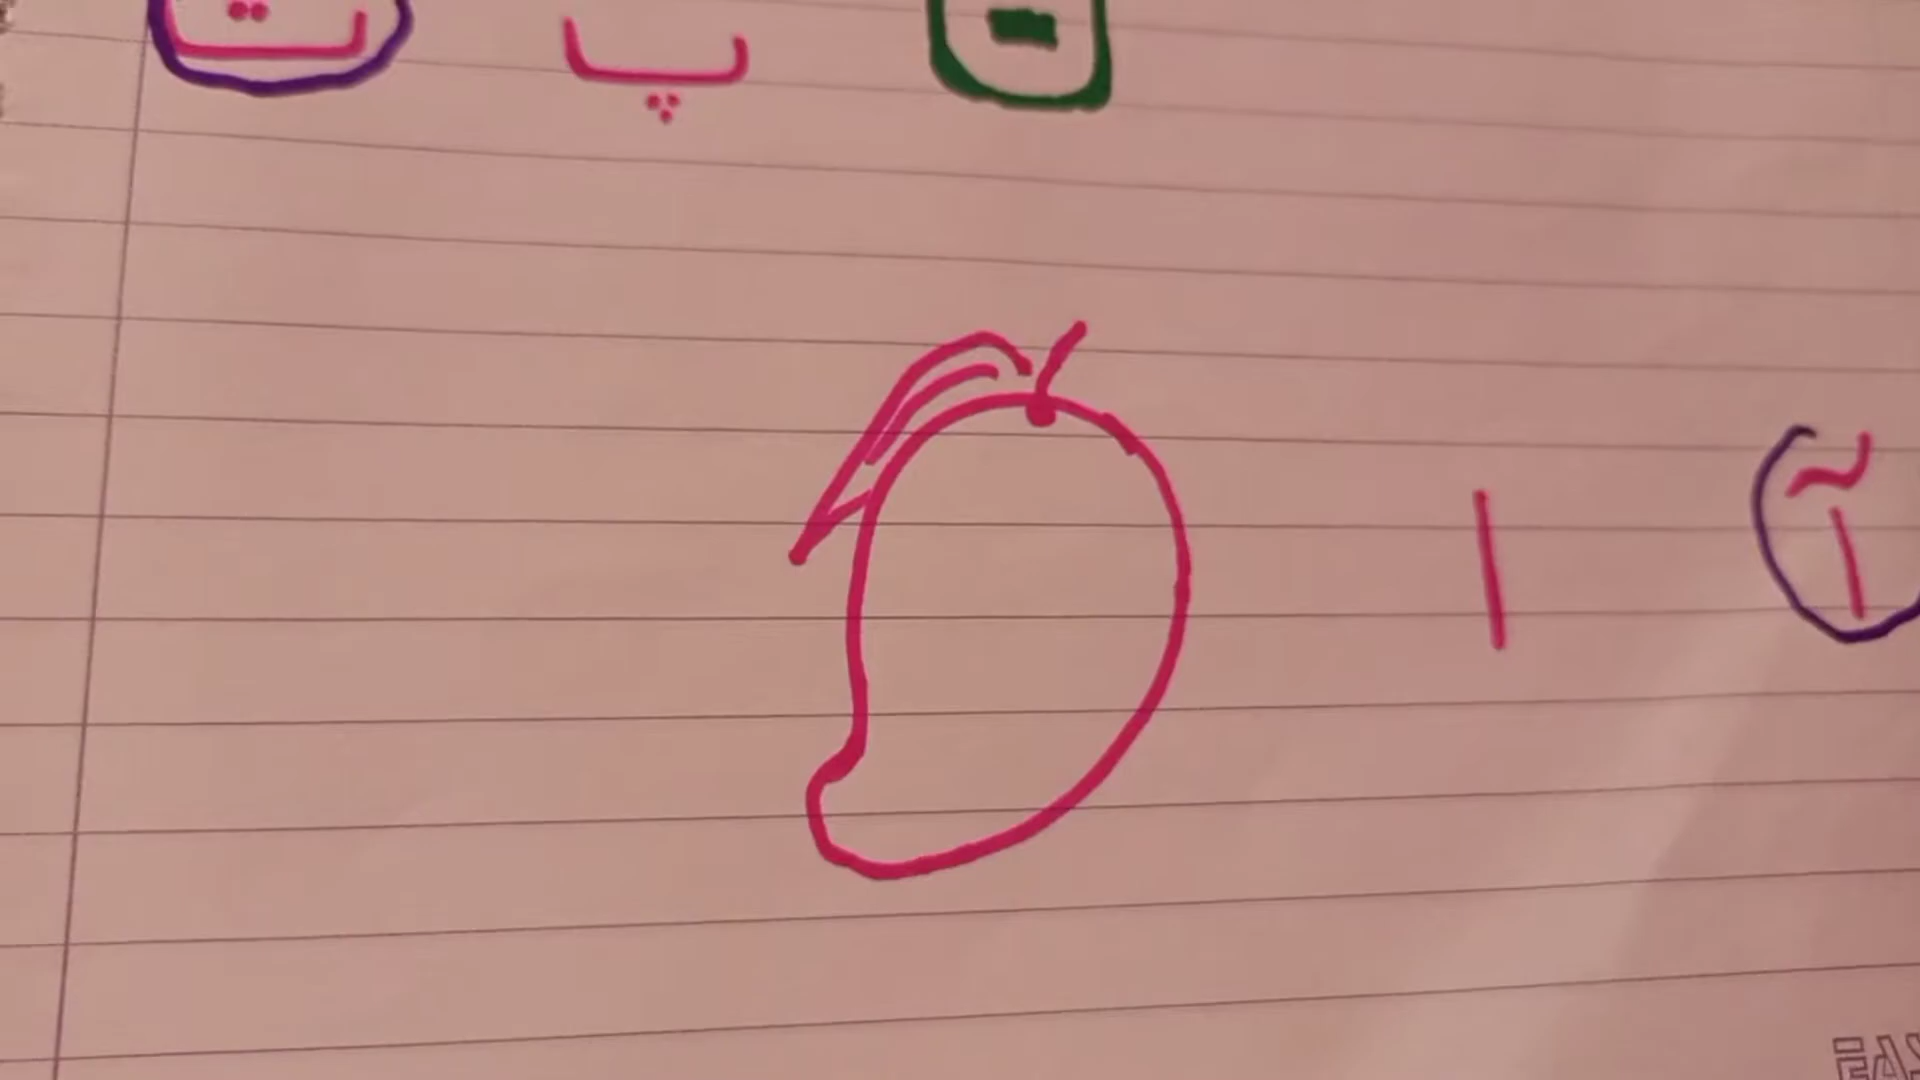 پ ت
آ ا